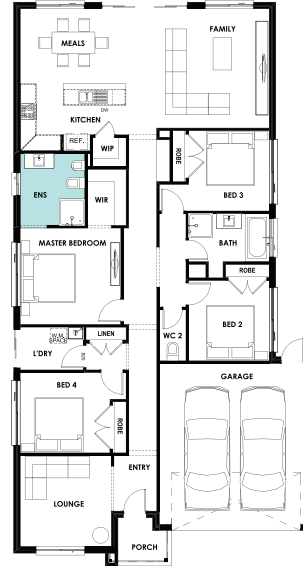 FAMILY
MEALS
DW
KITCHEN
REF.
WIP
ROBE
ENS
WIR
BED 3
MASTER BEDROOM
BATH
ROBE
BED 2
W.M.
SPACE
LINEN
L'DRY
WC 2
BED 4
GARAGE
ROBE
ENTRY
LOUNGE
PORCH